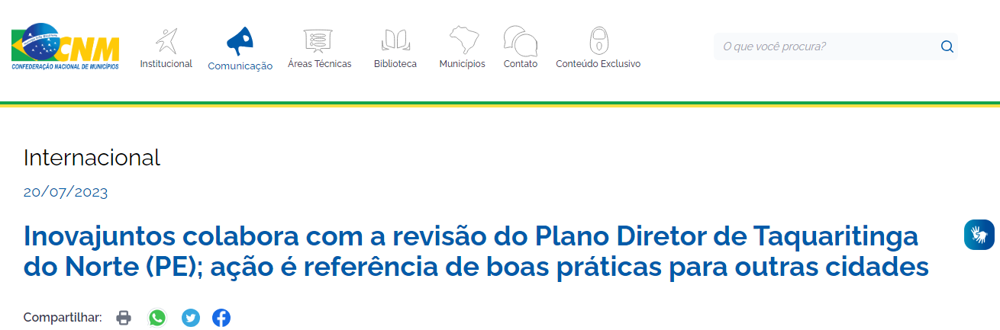 CNM
CONFEDERAÇÃO NACIONAL DE MUNICÍPIOS
Institucional
Comunicação
Áreas Técnicas
Biblioteca
Municípios
Contato
Conteúdo Exclusivo
O que você procura?
Internacional
20/07/2023
Inovajuntos colabora com a revisão do Plano Diretor de Taquaritinga
do Norte (PE); ação é referência de boas práticas para outras cidades
Compartilhar: